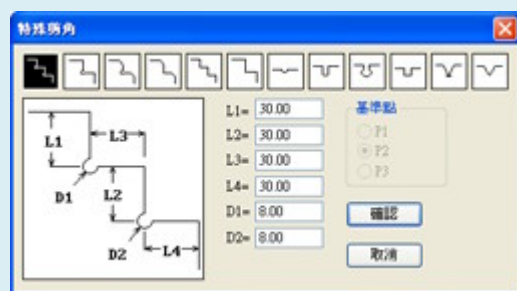 特殊剪角
L1= 30.00
L2= 30.00
L3= 30.00
L4= 30.00
D1= 8.00
D2= 8.00
基準點
P1
P2
P3
確認
取消
L1
L3
D1
L2
D2
L4